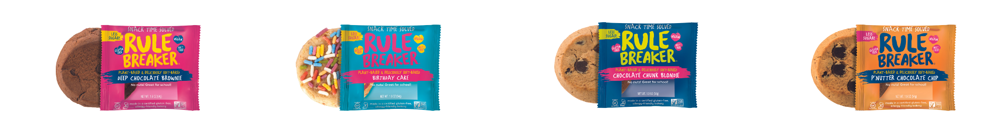 SNACK TIME SOLVED
LESS SUGAR!
RULE BREAKER
VEGAN
GLUTEN FREE
NUT FREE
PLANT-BASED & DELICIOUSLY SOFT-BAKED
DEEP CHOCOLATE BROWNIE
No nuts! Great for school!
NET WT. 1.9 OZ (54g)
GF
made in a certified gluten-free,
allergy-friendly bakery
SNACK TIME SOLVED
LESS SUGAR!
RULE BREAKER
VEGAN
GLUTEN FREE
NUT FREE
PLANT-BASED & DELICIOUSLY SOFT-BAKED
BIRTHDAY CAKE
No nuts! Great for school!
NET WT. 1.9 OZ (54g)
GF
made in a certified gluten-free,
allergy-friendly bakery
SNACK TIME SOLVED
LESS SUGAR!
RULE BREAKER
VEGAN
GLUTEN FREE
NUT FREE
PLANT-BASED & DELICIOUSLY SOFT-BAKED
CHOCOLATE CHUNK BLONDIE
No nuts! Great for school!
NET WT. 1.9 OZ (54g)
GF
made in a certified gluten-free,
allergy-friendly bakery
SNACK TIME SOLVED
LESS SUGAR!
RULE BREAKER
VEGAN
GLUTEN FREE
NUT FREE
PLANT-BASED & DELICIOUSLY SOFT-BAKED
P'NUTTER CHOCOLATE CHIP
No nuts! Great for school!
NET WT. 1.9 OZ (54g)
GF
made in a certified gluten-free,
allergy-friendly bakery